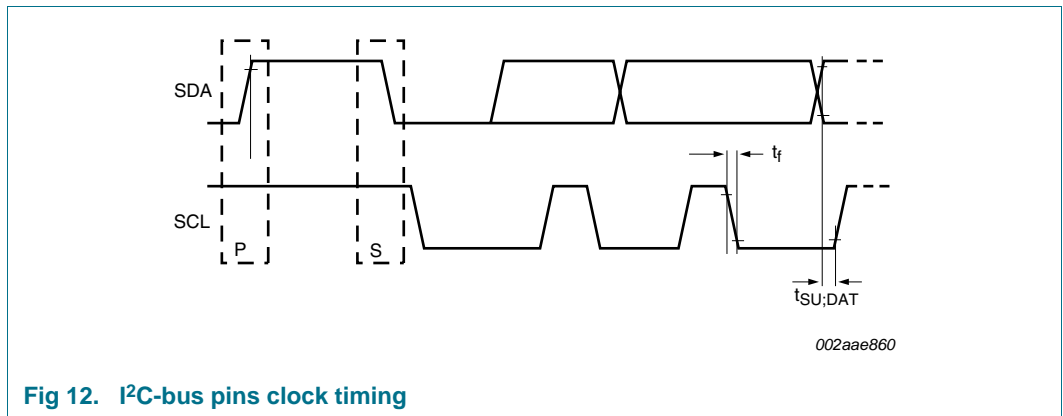 SDA
t_f
SCL
P
S
t_SU;DAT
002aae860
Fig 12. I²C-bus pins clock timing